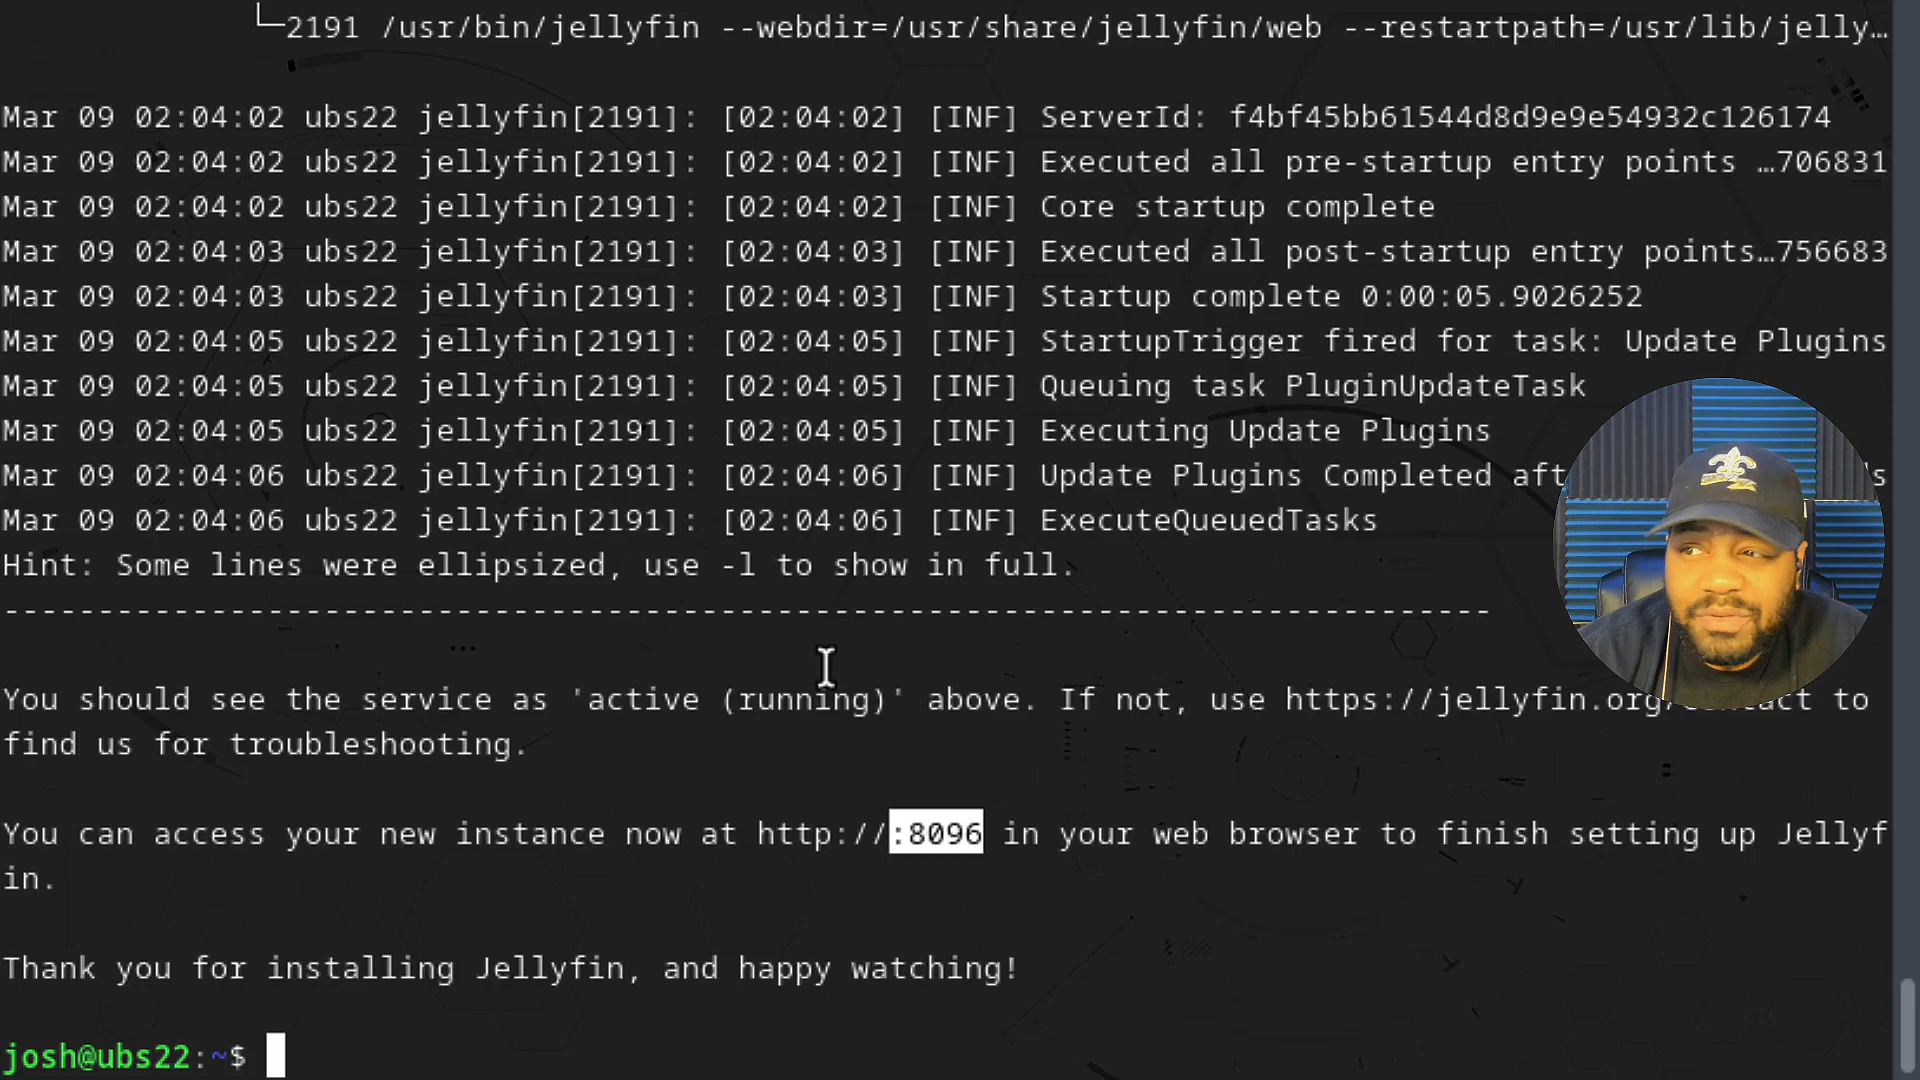 └─2191 /usr/bin/jellyfin --webdir=/usr/share/jellyfin/web --restartpath=/usr/lib/jelly…
Mar 09 02:04:02 ubs22 jellyfin[2191]: [02:04:02] [INF] ServerId: f4bf45bb61544d8d9e9e54932c126174
Mar 09 02:04:02 ubs22 jellyfin[2191]: [02:04:02] [INF] Executed all pre-startup entry points …706831
Mar 09 02:04:02 ubs22 jellyfin[2191]: [02:04:02] [INF] Core startup complete
Mar 09 02:04:03 ubs22 jellyfin[2191]: [02:04:03] [INF] Executed all post-startup entry points…756683
Mar 09 02:04:03 ubs22 jellyfin[2191]: [02:04:03] [INF] Startup complete 0:00:05.9026252
Mar 09 02:04:05 ubs22 jellyfin[2191]: [02:04:05] [INF] StartupTrigger fired for task: Update Plugins
Mar 09 02:04:05 ubs22 jellyfin[2191]: [02:04:05] [INF] Queuing task PluginUpdateTask
Mar 09 02:04:05 ubs22 jellyfin[2191]: [02:04:05] [INF] Executing Update Plugins
Mar 09 02:04:06 ubs22 jellyfin[2191]: [02:04:06] [INF] Update Plugins Completed
Mar 09 02:04:06 ubs22 jellyfin[2191]: [02:04:06] [INF] ExecuteQueuedTasks
Hint: Some lines were ellipsized, use -l to show in full.
-------------------------------------------------------------------------------
You should see the service as 'active (running)' above. If not, use https://jellyfin.org/contact to
find us for troubleshooting.
You can access your new instance now at http://:8096 in your web browser to finish setting up Jellyf
in.
Thank you for installing Jellyfin, and happy watching!
josh@ubs22:~$